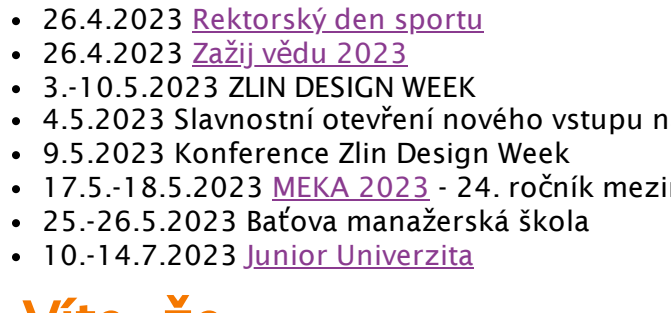 • 26.4.2023 Rektorský den sportu
• 26.4.2023 Zažij vědu 2023
• 3.-10.5.2023 ZLIN DESIGN WEEK
• 4.5.2023 Slavnostní otevření nového vstupu n
• 9.5.2023 Konference Zlin Design Week
• 17.5.-18.5.2023 MEKA 2023 - 24. ročník mezi
• 25.-26.5.2023 Baťova manažerská škola
• 10.-14.7.2023 Junior Univerzita
Víte, že